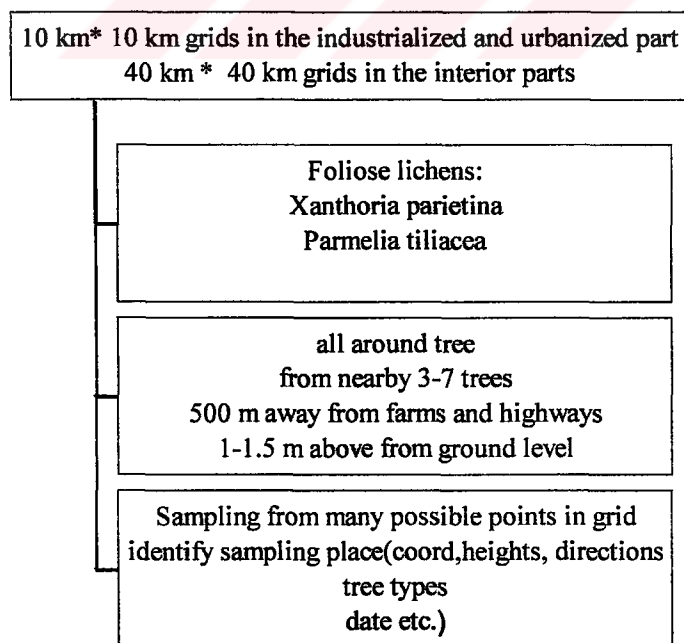 10 km* 10 km grids in the industrialized and urbanized part
40 km * 40 km grids in the interior parts
Foliose lichens:
Xanthoria parietina
Parmelia tiliacea
all around tree
from nearby 3-7 trees
500 m away from farms and highways
1-1.5 m above from ground level
Sampling from many possible points in grid
identify sampling place(coord,heights, directions
tree types
date etc.)